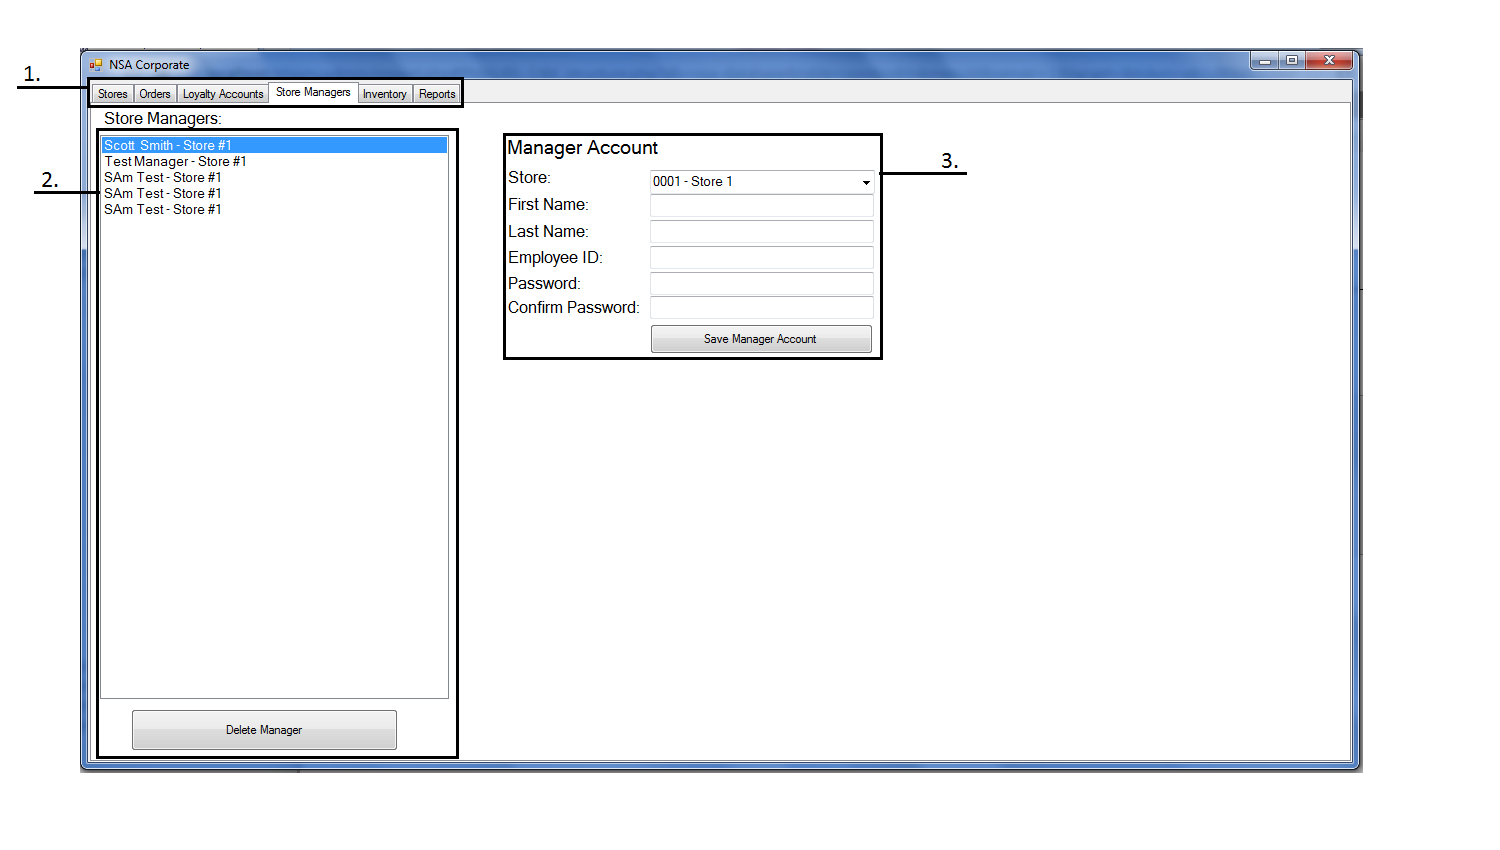 1.
NSA Corporate
Stores Orders Loyalty Accounts Store Managers Inventory Reports
Store Managers:
2.
Scott Smith - Store #1
Test Manager - Store #1
SAm Test - Store #1
SAm Test - Store #1
SAm Test - Store #1
Delete Manager
3.
Manager Account
Store: 0001 - Store 1
First Name:
Last Name:
Employee ID:
Password:
Confirm Password:
Save Manager Account